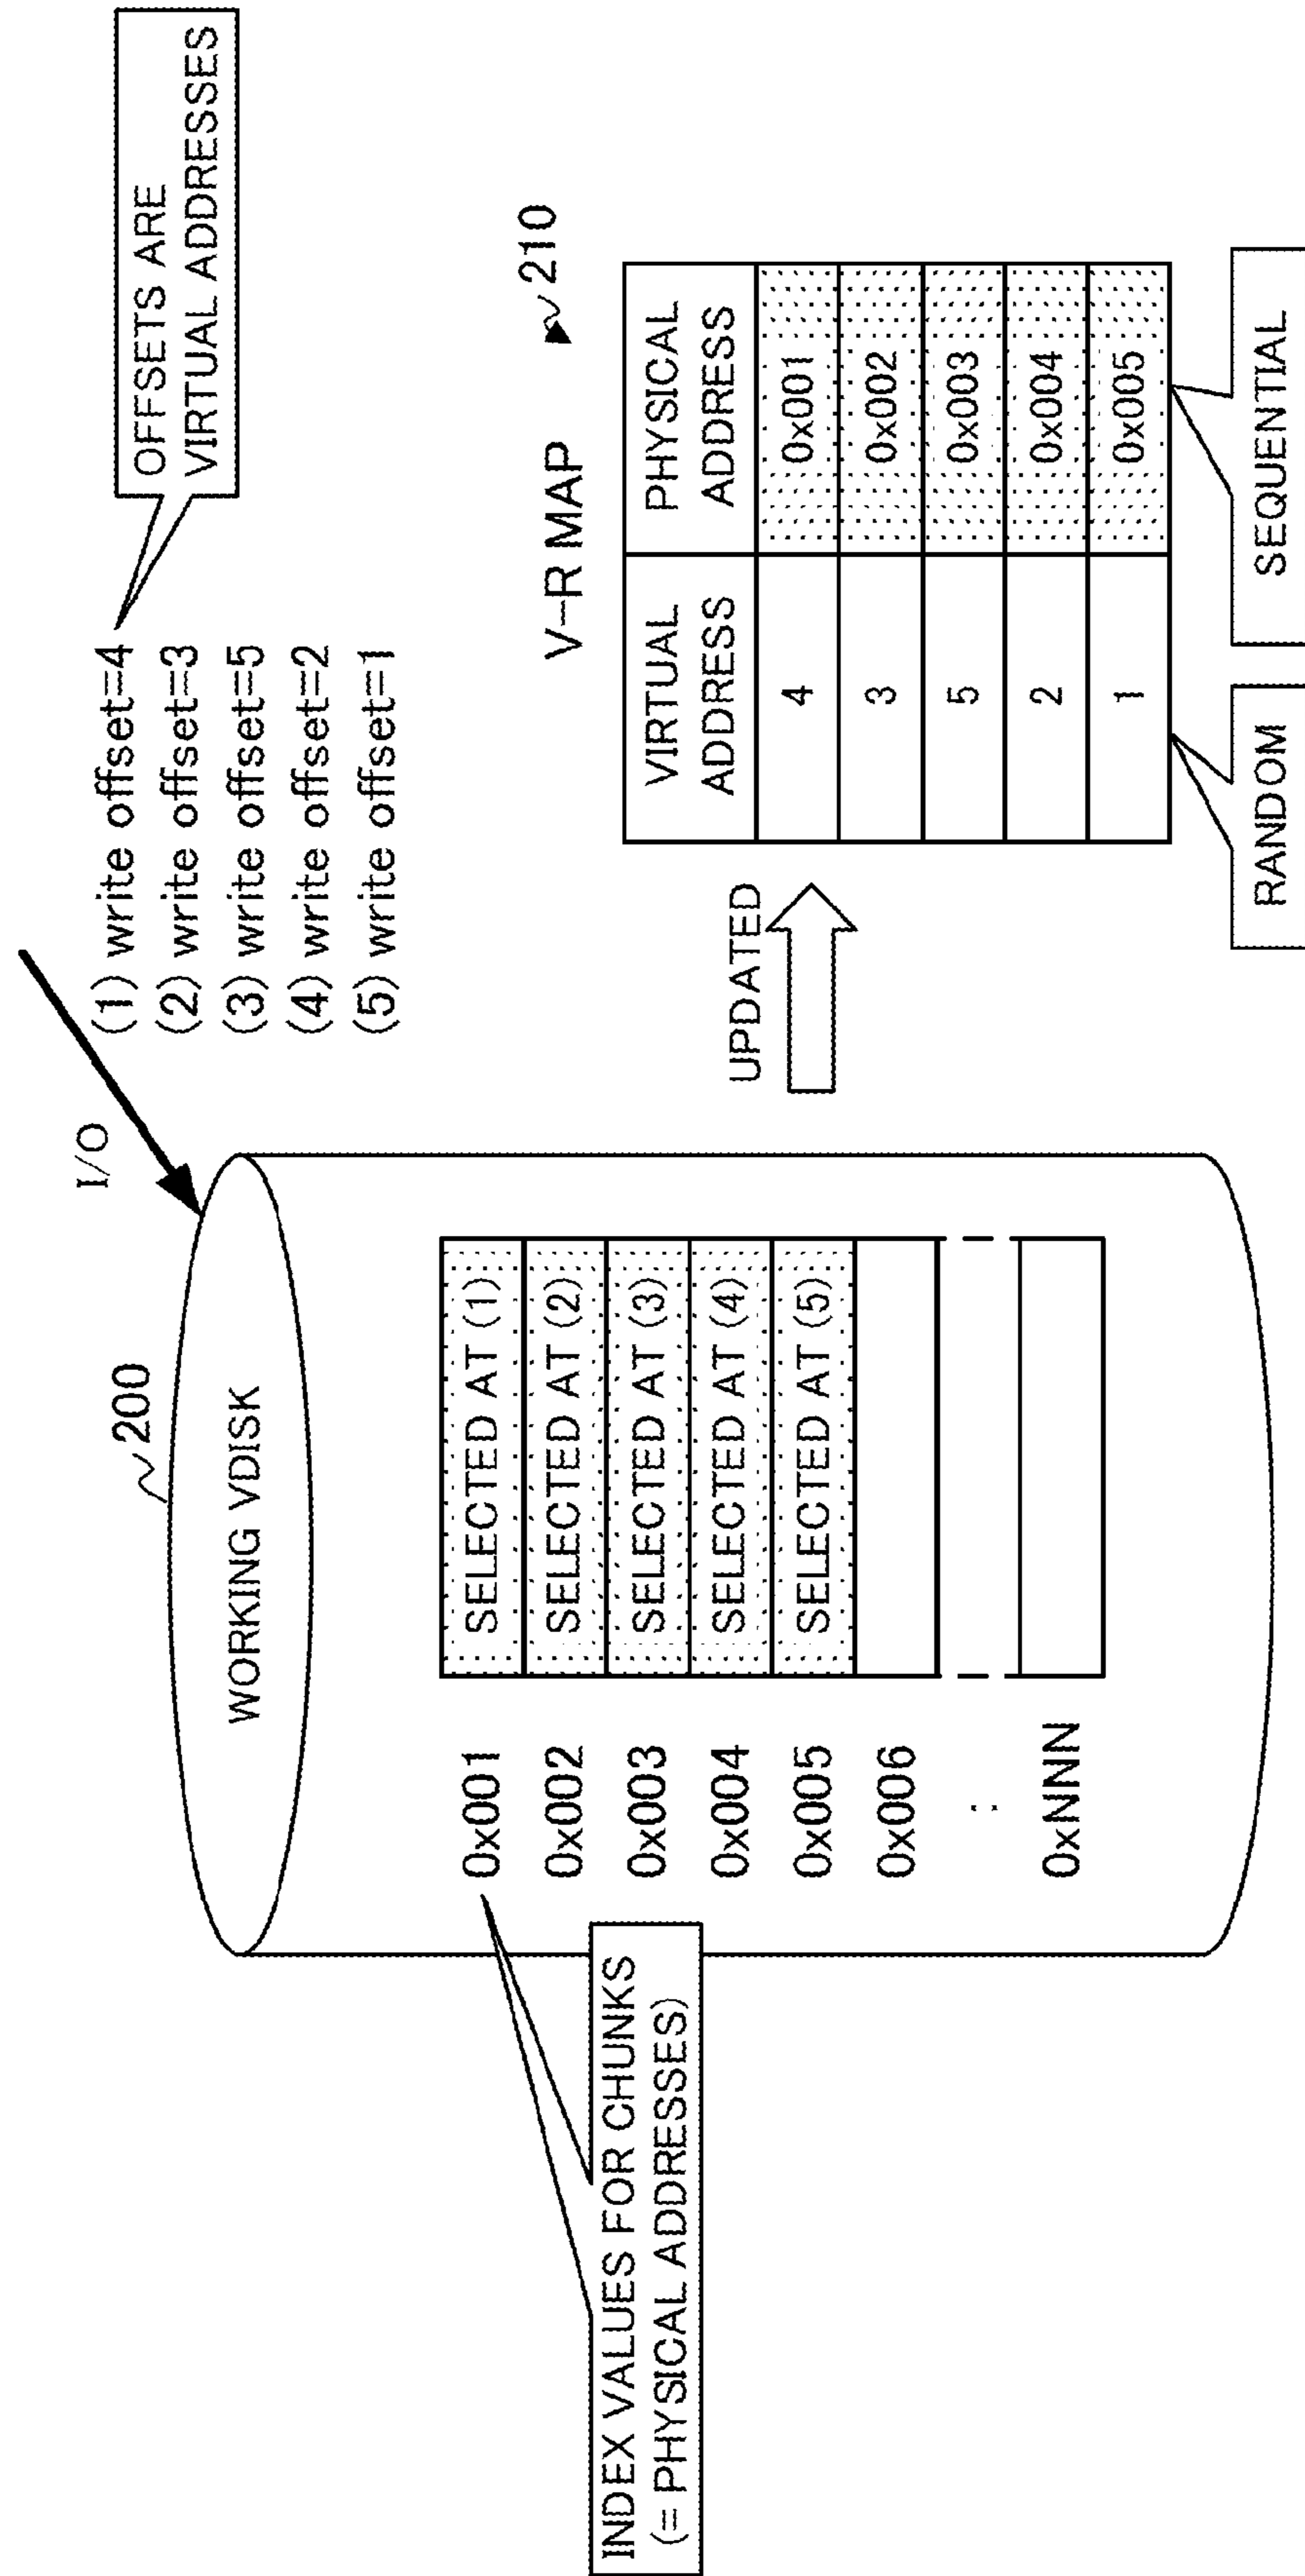 I/O
(1) write offset=4
(2) write offset=3
(3) write offset=5
(4) write offset=2
(5) write offset=1
OFFSETS ARE
VIRTUAL ADDRESSES
200
WORKING VDISK
INDEX VALUES FOR CHUNKS
(= PHYSICAL ADDRESSES)
0x001 SELECTED AT (1)
0x002 SELECTED AT (2)
0x003 SELECTED AT (3)
0x004 SELECTED AT (4)
0x005 SELECTED AT (5)
0x006
:
0xNNN
UPDATED
V-R MAP
210
VIRTUAL ADDRESS PHYSICAL ADDRESS
4 0x001
3 0x002
5 0x003
2 0x004
1 0x005
RANDOM
SEQUENTIAL